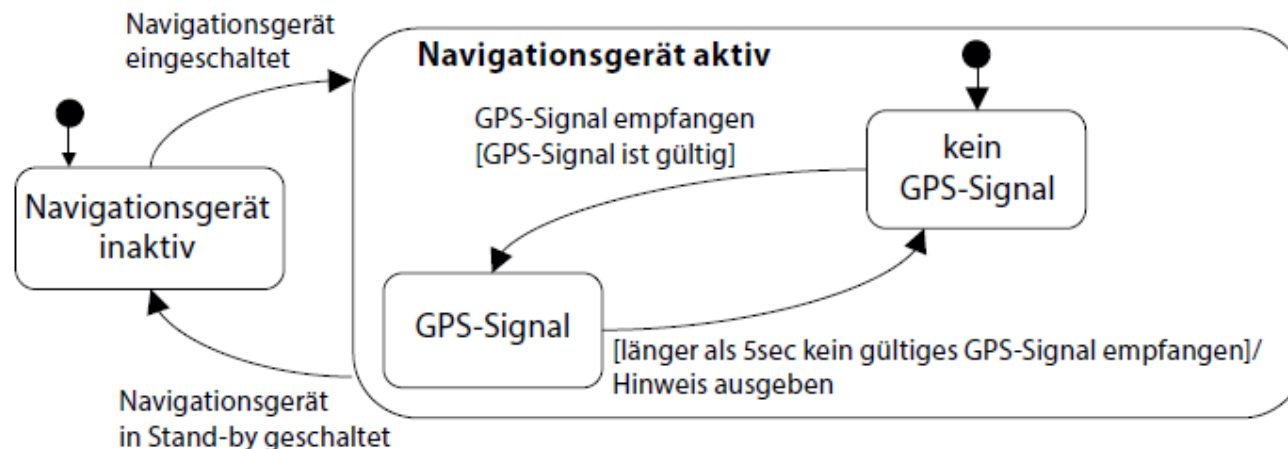 Navigationsgerät
eingeschaltet
Navigationsgerät aktiv
GPS-Signal empfangen
[GPS-Signal ist gültig]
kein
GPS-Signal
Navigationsgerät
inaktiv
GPS-Signal
[länger als 5sec kein gültiges GPS-Signal empfangen]/
Hinweis ausgeben
Navigationsgerät
in Stand-by geschaltet